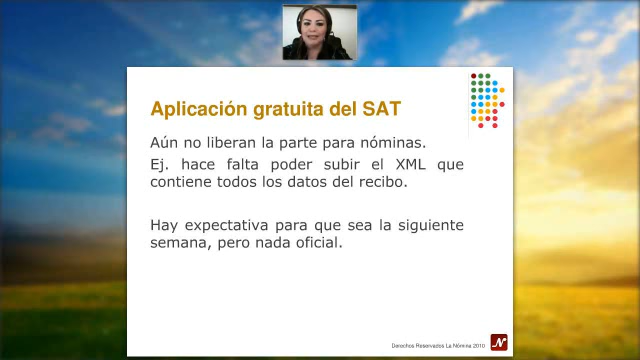 Aplicación gratuita del SAT
Aún no liberan la parte para nóminas.
Ej. hace falta poder subir el XML que
contiene todos los datos del recibo.
Hay expectativa para que sea la siguiente
semana, pero nada oficial.
Derechos Reservados La Nómina 2010
N